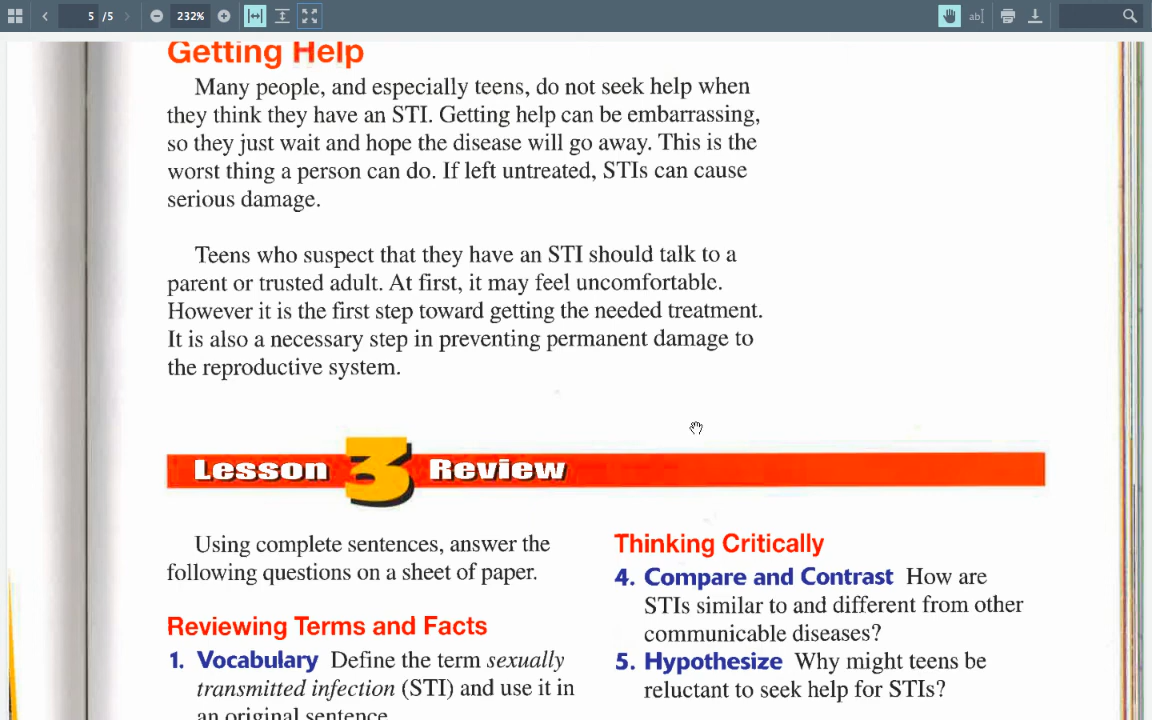 5 /5 232% ab
Getting Help
Many people, and especially teens, do not seek help when
they think they have an STI. Getting help can be embarrassing,
so they just wait and hope the disease will go away. This is the
worst thing a person can do. If left untreated, STIs can cause
serious damage.
Teens who suspect that they have an STI should talk to a
parent or trusted adult. At first, it may feel uncomfortable.
However it is the first step toward getting the needed treatment.
It is also a necessary step in preventing permanent damage to
the reproductive system.
Lesson 3 Review
Using complete sentences, answer the
following questions on a sheet of paper.
Reviewing Terms and Facts
1. Vocabulary Define the term sexually
transmitted infection (STI) and use it in
an original sentence.
Thinking Critically
4. Compare and Contrast How are
STIs similar to and different from other
communicable diseases?
5. Hypothesize Why might teens be
reluctant to seek help for STIs?